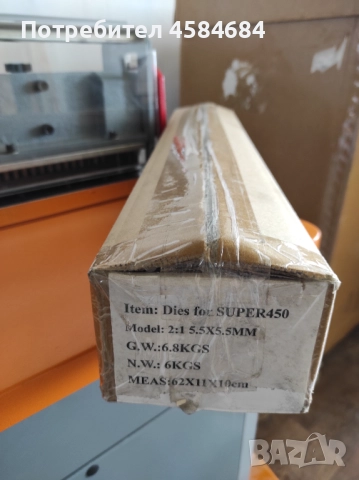 Потребител 4584684
Item: Dies for SUPER450
Model: 2:1 5.5X5.5MM
G.W.:6.8KGS
N.W.: 6KGS
MEAS:62X11X10cm
BAZAR